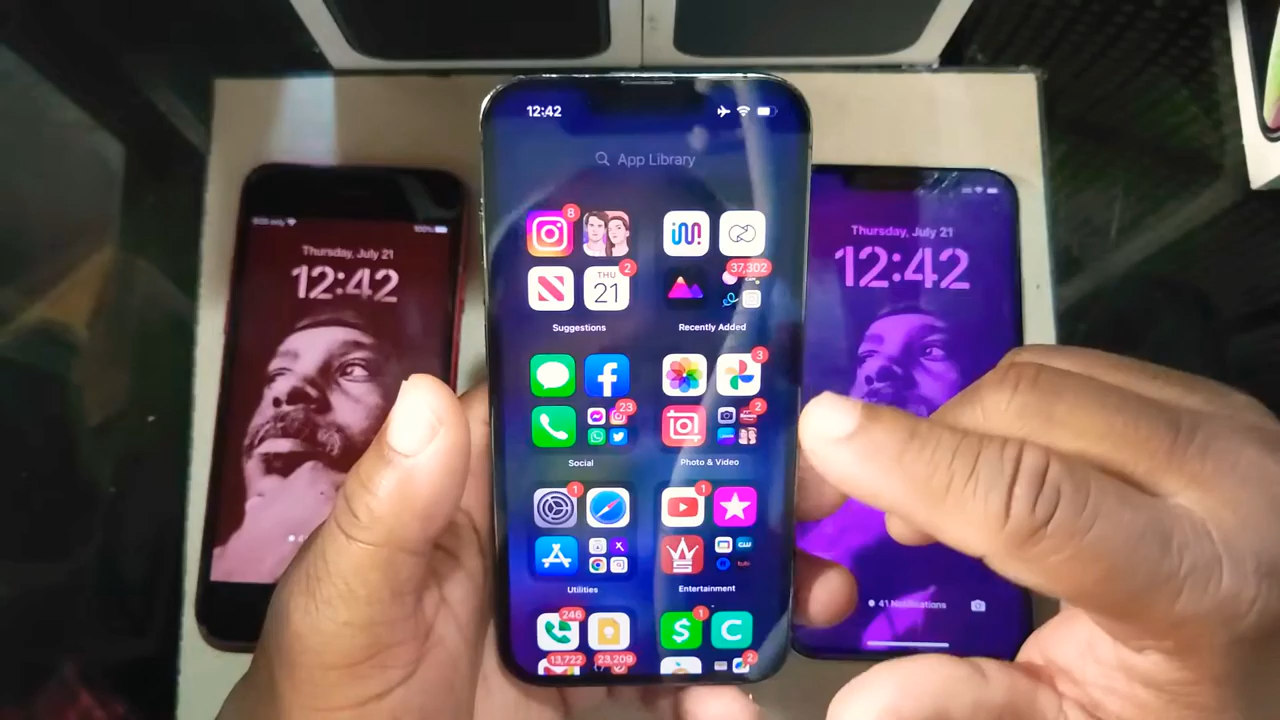 12:42
App Library
8
2
THU
21
37,302
Suggestions
Recently Added
3
23
2
Social
Photo & Video
1
1
Utilities
Entertainment
246
1
$
C
13,722
23,209
2
100%
Thursday, July 21
12:42
Thursday, July 21
12:42
41 Notifications